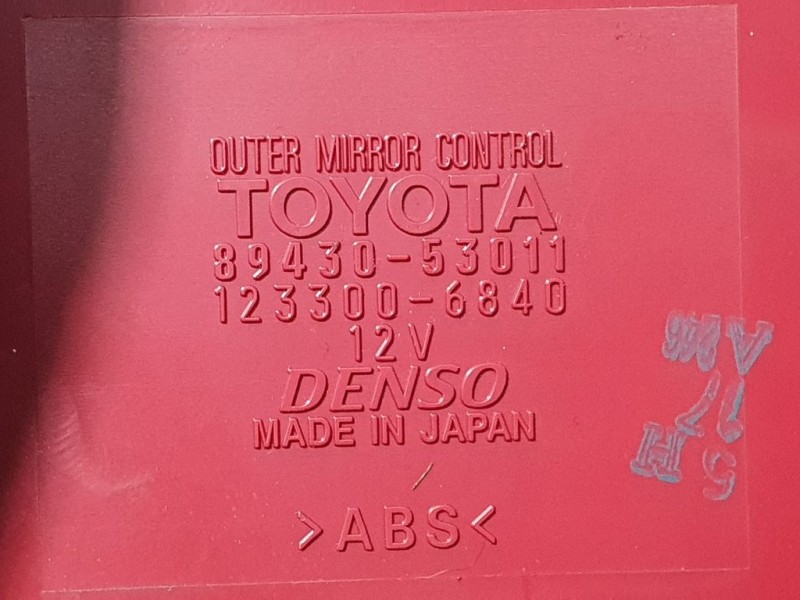 OUTER MIRROR CONTROL
TOYOTA
89430-53011
123300-6840
12V
DENSO
MADE IN JAPAN
>ABS<